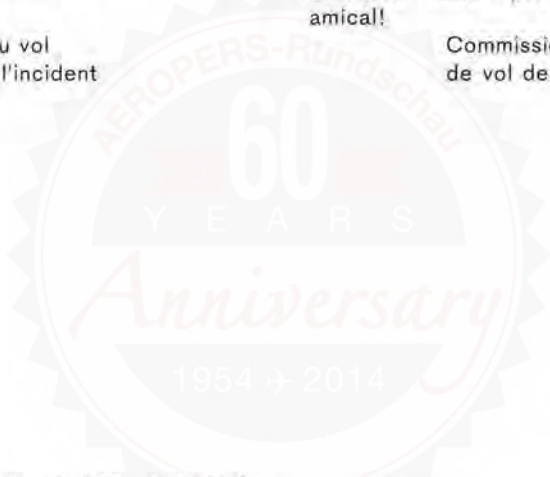 amical!
u vol
l'incident
Commissi
de vol de
AEROPERS-Rundschau
60
YEARS
Anniversary
1954 ✈ 2014